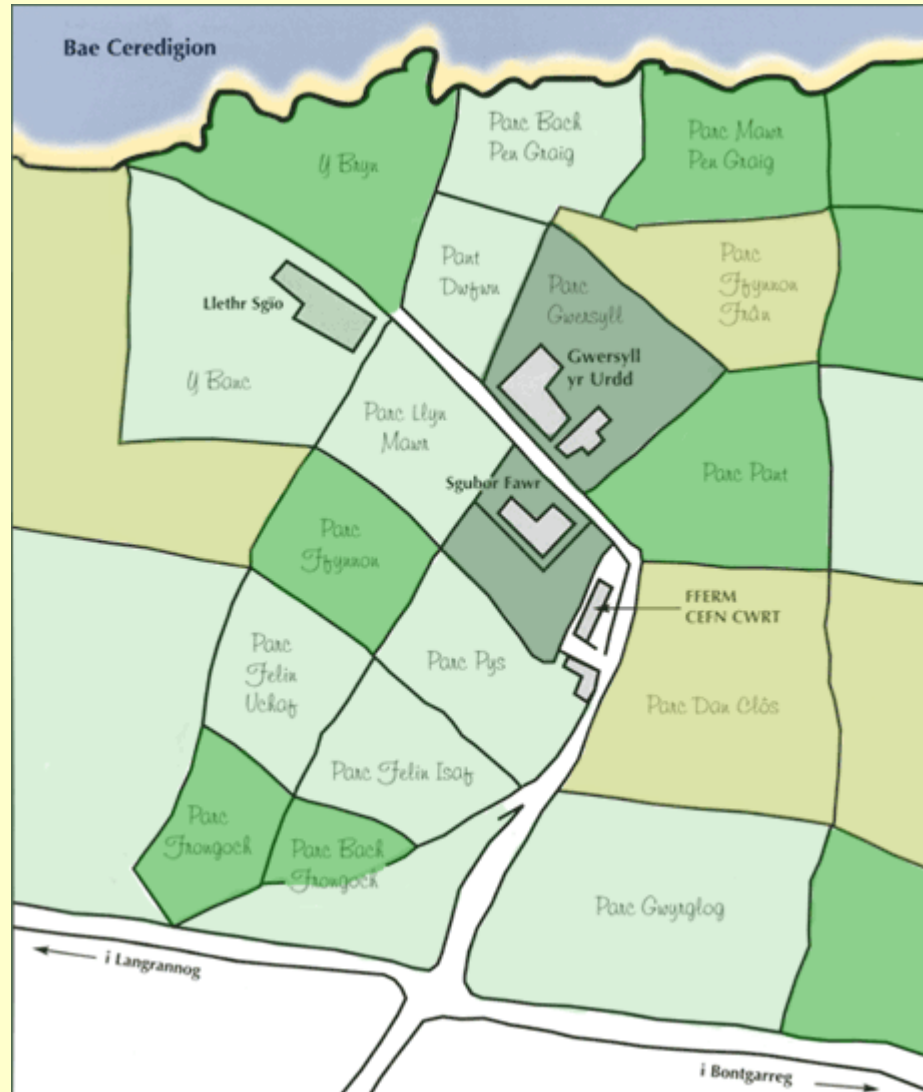 Bae Ceredigion
Y Bryn
Parc Bach
Pen Graig
Parc Mawr
Pen Graig
Pant
Dwfwn
Parc
Gwersyll
Parc
Ffynnon
Frân
Llethr Sgïo
Gwersyll
yr Urdd
Y Banc
Parc Llyn
Mawr
Parc Pant
Sgubor Fawr
Parc
Ffynnon
FFERM
CEFN CWRT
Parc
Felin
Uchaf
Parc Pys
Parc Dan Clôs
Parc Felin Isaf
Parc
Frongoch
Parc Bach
Frongoch
Parc Gwyrglog
i Langrannog
i Bontgarreg